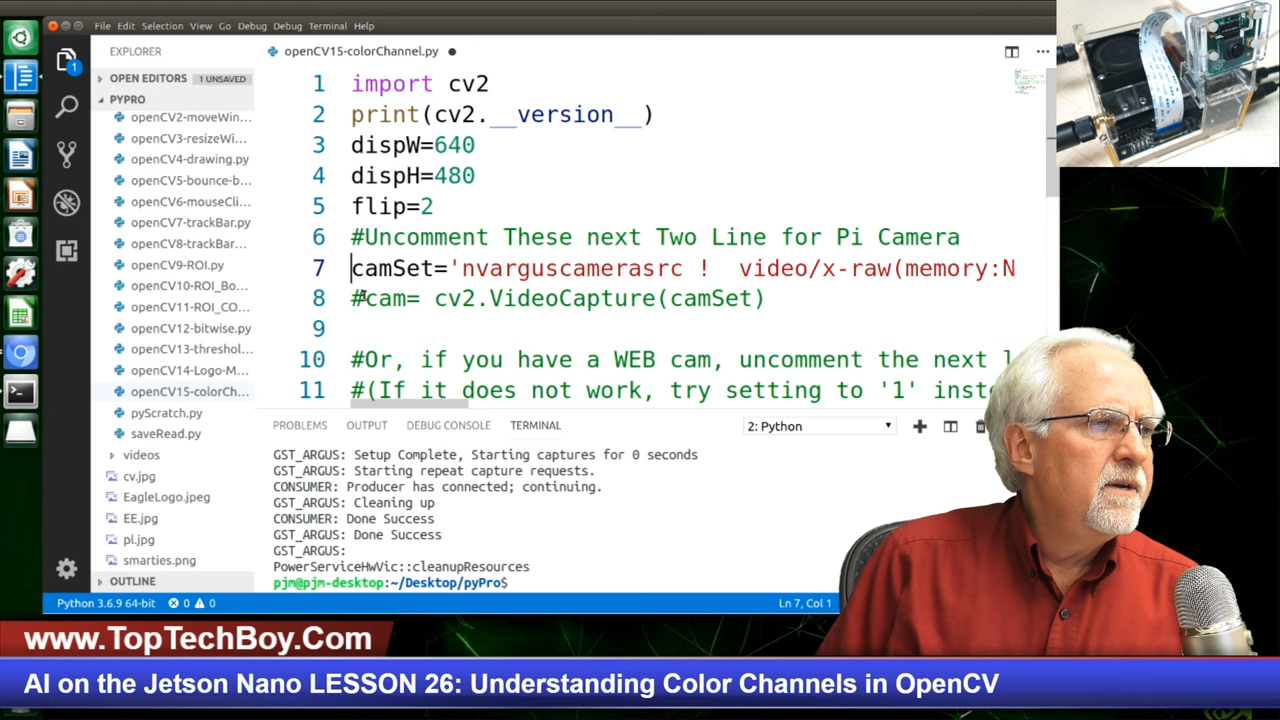 File Edit Selection View Go Debug Debug Terminal Help
EXPLORER
openCV15-colorChannel.py
OPEN EDITORS 1 UNSAVED
PYPRO
openCV2-moveWin...
openCV3-resizeWi...
openCV4-drawing.py
openCV5-bounce-b...
openCV6-mouseCli...
openCV7-trackBar.py
openCV8-trackBar...
openCV9-ROI.py
openCV10-ROI_Bo...
openCV11-ROI_CO...
openCV12-bitwise.py
openCV13-threshol...
openCV14-Logo-M...
openCV15-colorCh...
pyScratch.py
saveRead.py
videos
cv.jpg
EagleLogo.jpeg
EE.jpg
pl.jpg
smarties.png
OUTLINE
1 import cv2
2 print(cv2.__version__)
3 dispW=640
4 dispH=480
5 flip=2
6 #Uncomment These next Two Line for Pi Camera
7 camSet='nvarguscamerasrc ! video/x-raw(memory:N
8 #cam= cv2.VideoCapture(camSet)
9
10 #Or, if you have a WEB cam, uncomment the next l
11 #(If it does not work, try setting to '1' inste
PROBLEMS OUTPUT DEBUG CONSOLE TERMINAL 2: Python
GST_ARGUS: Setup Complete, Starting captures for 0 seconds
GST_ARGUS: Starting repeat capture requests.
CONSUMER: Producer has connected; continuing.
GST_ARGUS: Cleaning up
CONSUMER: Done Success
GST_ARGUS: Done Success
GST_ARGUS:
PowerServiceHwVic::cleanupResources
pjm@pjm-desktop:~/Desktop/pyPro$
Python 3.6.9 64-bit 0 0 Ln 7, Col 1
www.TopTechBoy.Com
AI on the Jetson Nano LESSON 26: Understanding Color Channels in OpenCV